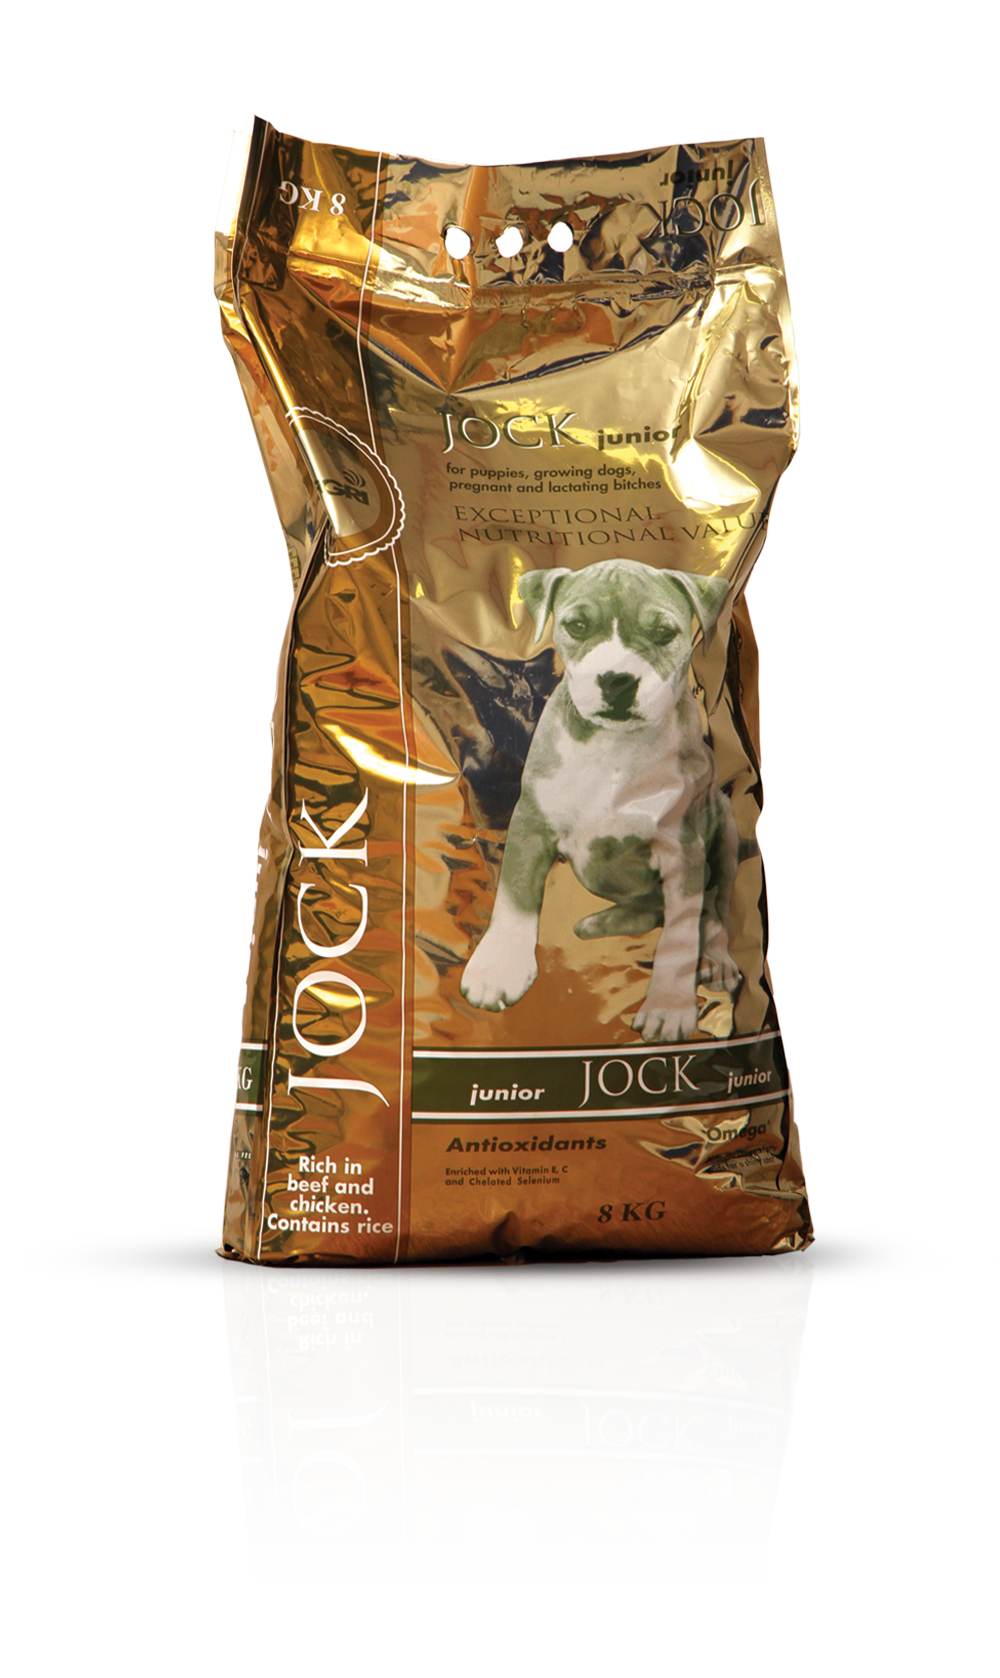 8 KG
JOCK
junior
JOCK junior
for puppies, growing dogs,
pregnant and lactating bitches
EXCEPTIONAL
NUTRITIONAL VALU
GRI
JOCK
junior JOCK junior
KG
Antioxidants
Enriched with Vitamin E, C
and Chelated Selenium
Omega
8 KG
Rich in
beef and
chicken.
Contains rice